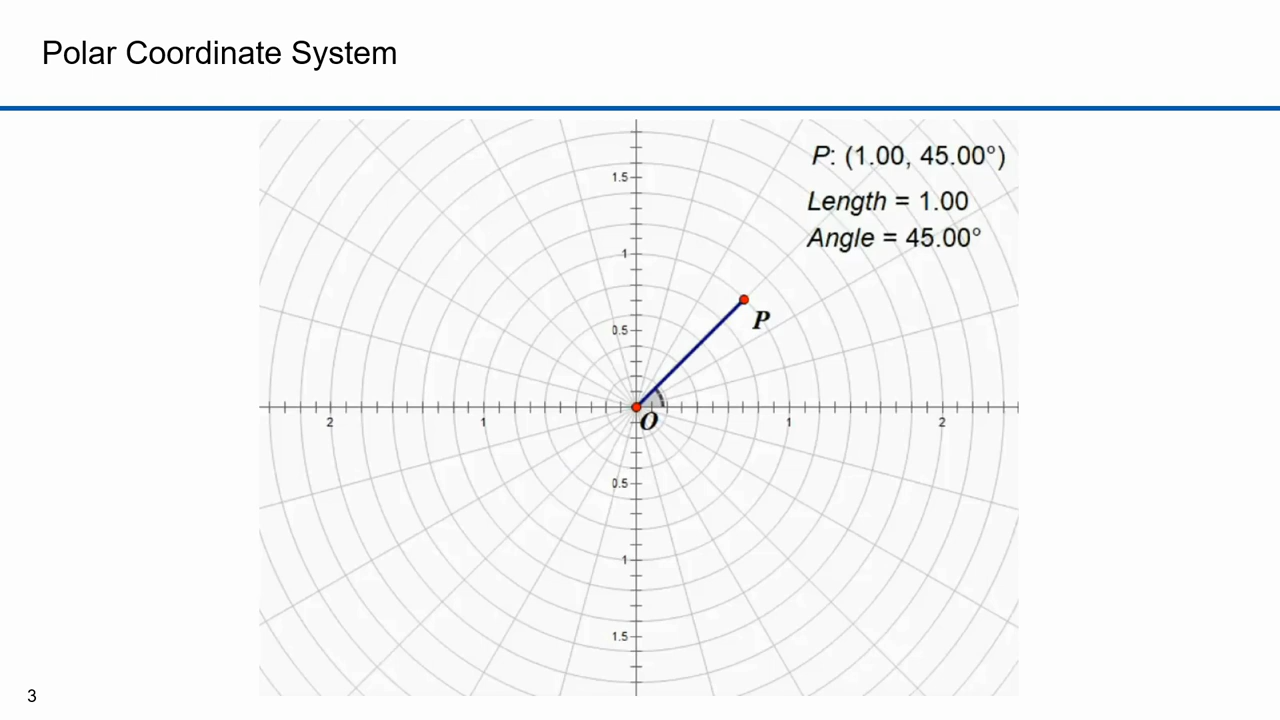 Polar Coordinate System
P: (1.00, 45.00°)
Length = 1.00
Angle = 45.00°
1.5
1
0.5
P
O
2
1
1
2
0.5
1
1.5
3